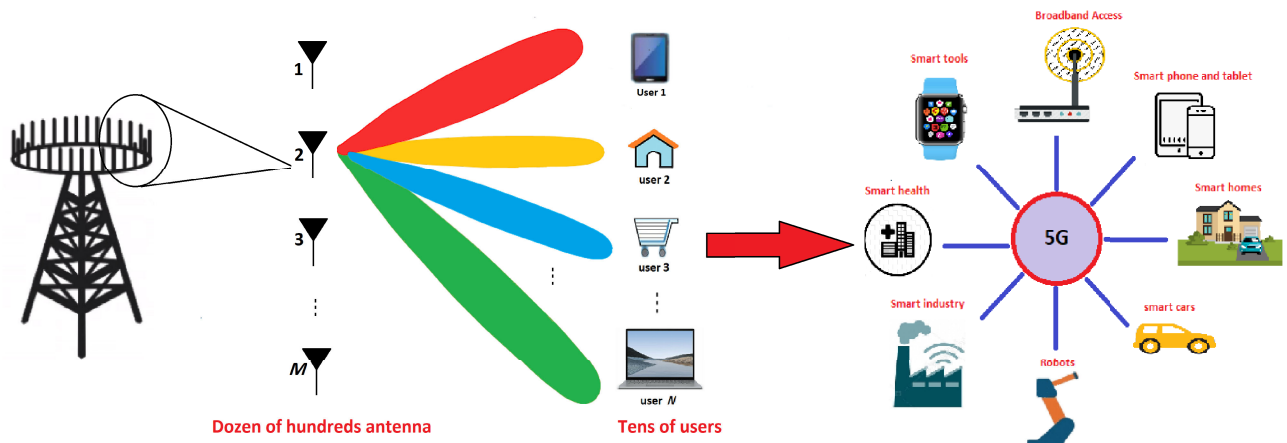 1
2
3
M
Dozen of hundreds antenna
User 1
user 2
user 3
user N
Tens of users
Broadband Access
Smart tools
Smart phone and tablet
Smart health
Smart homes
5G
Smart industry
smart cars
Robots